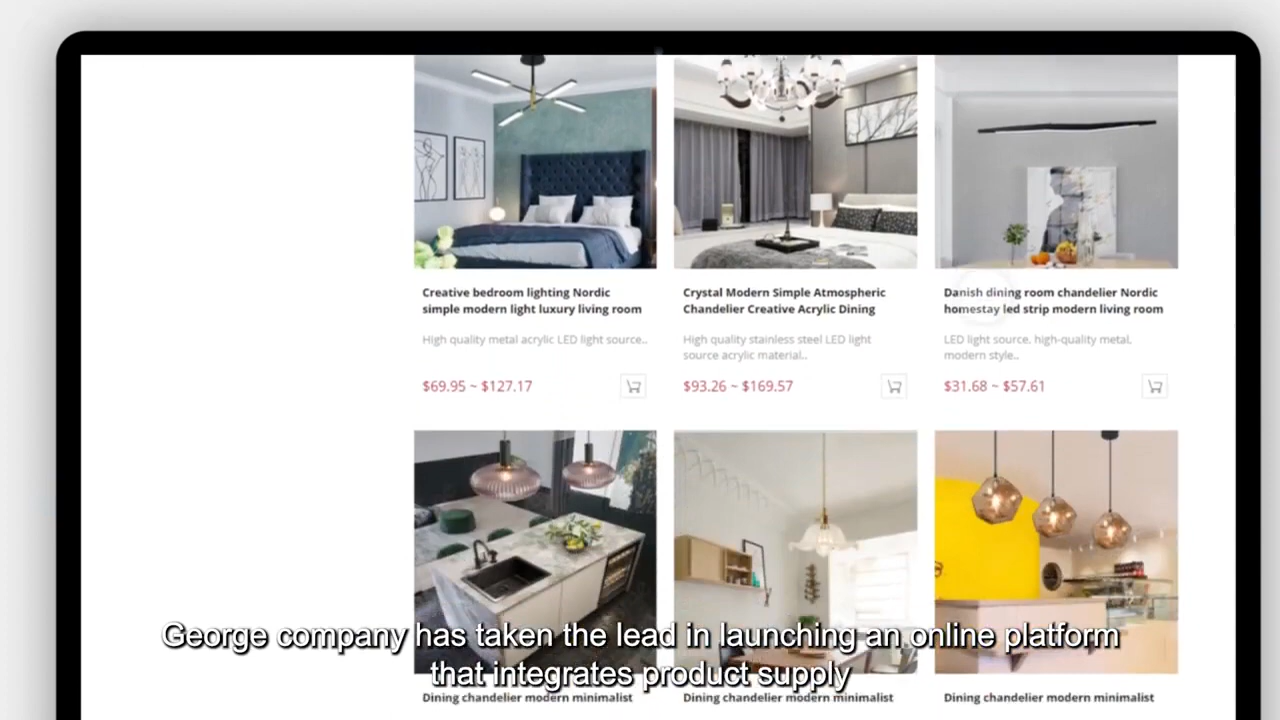 Creative bedroom lighting Nordic
simple modern light luxury living room
High quality metal acrylic LED light source..
$69.95 ~ $127.17
Crystal Modern Simple Atmospheric
Chandelier Creative Acrylic Dining
High quality stainless steel LED light
source acrylic material..
$93.26 ~ $169.57
Danish dining room chandelier Nordic
homestay led strip modern living room
LED light source, high-quality metal,
modern style..
$31.68 ~ $57.61
George company has taken the lead in launching an online platform
that integrates product supply
Dining chandelier modern minimalist
Dining chandelier modern minimalist
Dining chandelier modern minimalist